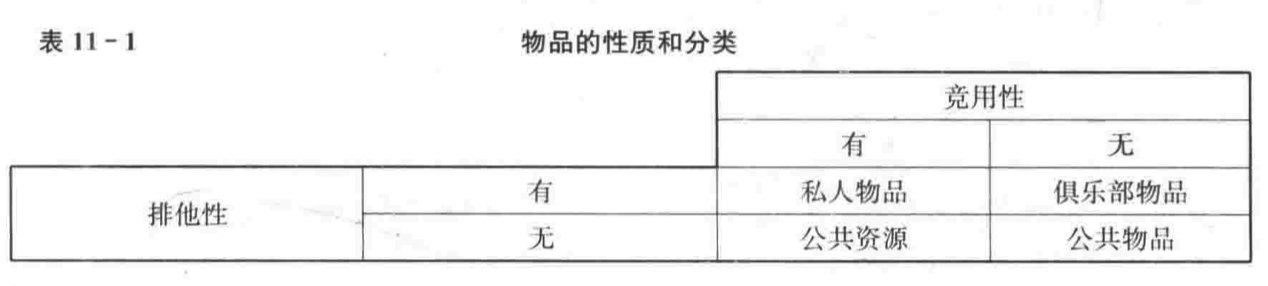 表 11-1 物品的性质和分类
竞用性
有 无
排他性 有 私人物品 俱乐部物品
无 公共资源 公共物品